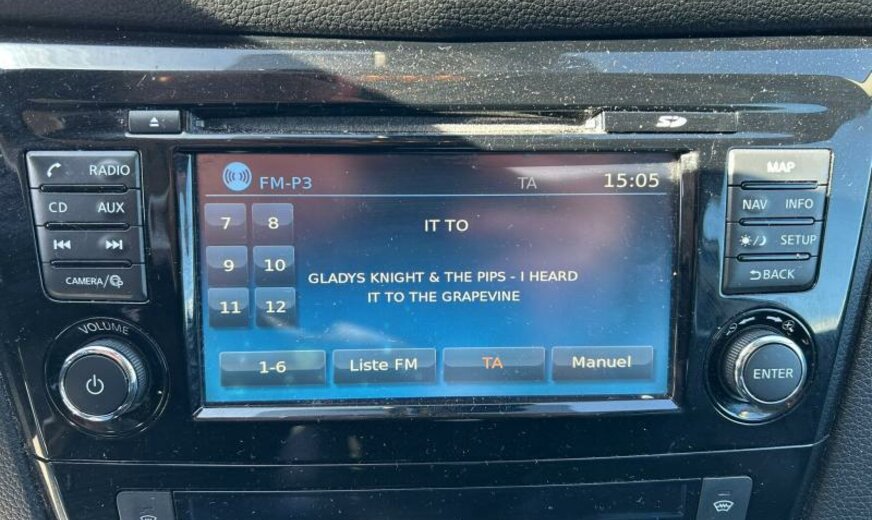 RADIO
CD AUX
CAMERA/
VOLUME
FM-P3 TA 15:05
7 8
IT TO
9 10
GLADYS KNIGHT & THE PIPS - I HEARD
IT TO THE GRAPEVINE
11 12
1-6 Liste FM TA Manuel
MAP
NAV INFO
SETUP
BACK
ENTER